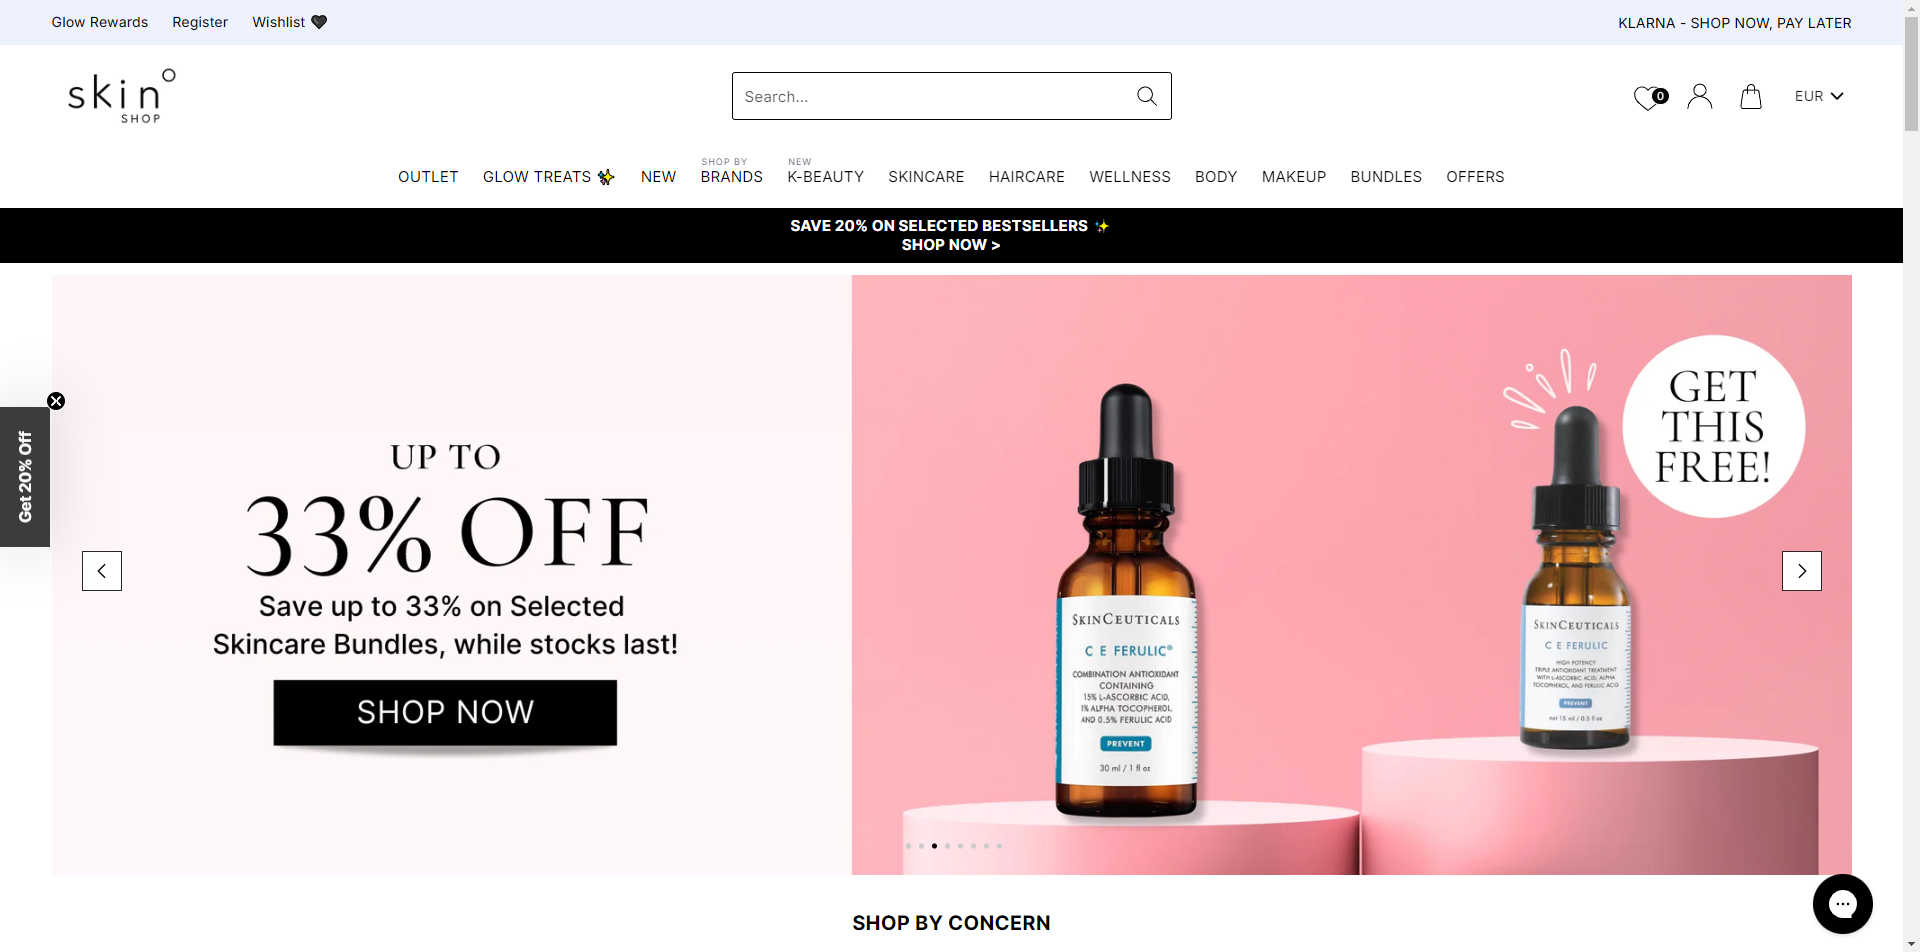 Glow Rewards
Register
Wishlist 🖤
KLARNA - SHOP NOW, PAY LATER
skin
SHOP
Search...
0
EUR
OUTLET
GLOW TREATS ✨
NEW
SHOP BY
BRANDS
NEW
K-BEAUTY
SKINCARE
HAIRCARE
WELLNESS
BODY
MAKEUP
BUNDLES
OFFERS
SAVE 20% ON SELECTED BESTSELLERS ✨
SHOP NOW >
Get 20% Off
UP TO
33% OFF
Save up to 33% on Selected
Skincare Bundles, while stocks last!
SHOP NOW
SKINCEUTICALS
C E FERULIC®
COMBINATION ANTIOXIDANT
CONTAINING
15% L-ASCORBIC ACID,
1% ALPHA TOCOPHEROL,
AND 0.5% FERULIC ACID
PREVENT
30 ml / 1 fl oz
GET
THIS
FREE!
SKINCEUTICALS
C E FERULIC
HIGH POTENCY
TRIPLE ANTIOXIDANT TREATMENT
WITH L-ASCORBIC ACID, ALPHA
TOCOPHEROL, AND FERULIC ACID
PREVENT
net 15 ml / 0.5 fl oz
SHOP BY CONCERN